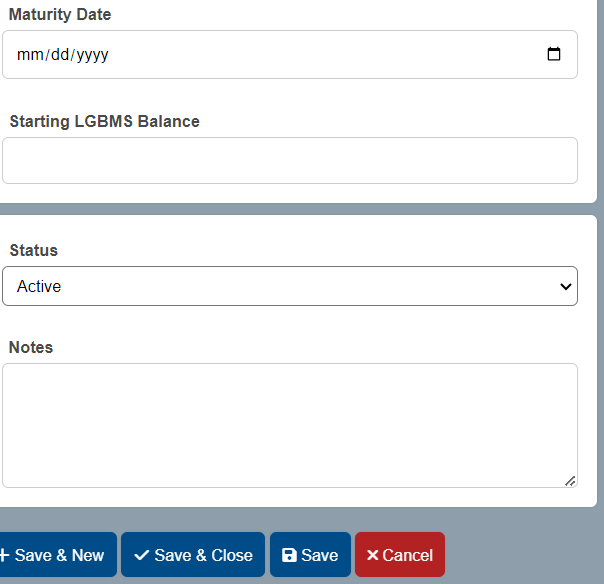 Maturity Date
mm/dd/yyyy
Starting LGBMS Balance
Status
Active
Notes
Save & New
Save & Close
Save
Cancel